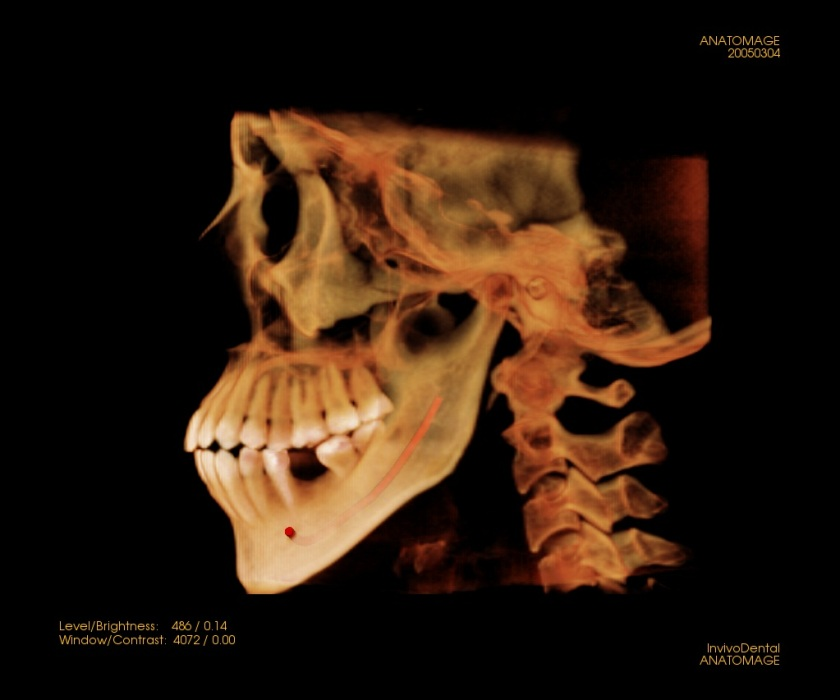 ANATOMAGE
20050304
Level/Brightness: 486 / 0.14
Window/Contrast: 4072 / 0.00
InvivoDental
ANATOMAGE